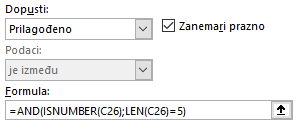 Dopusti:
Prilagođeno
Zanemari prazno
Podaci:
je između
Formula:
=AND(ISNUMBER(C26);LEN(C26)=5)